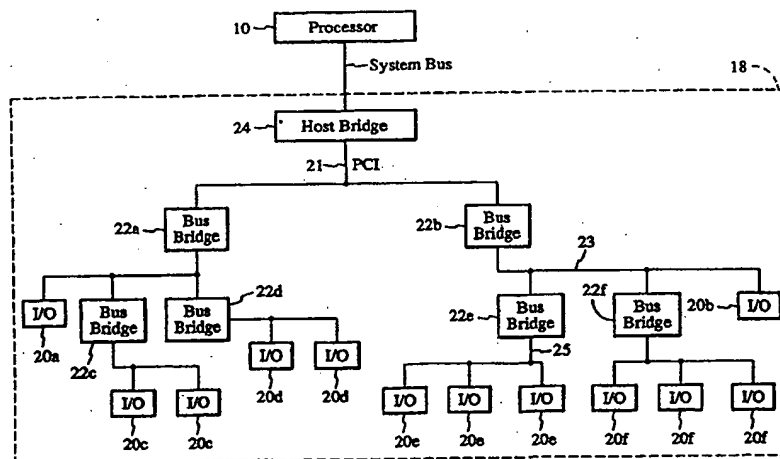 10
Processor
System Bus
18
24
Host Bridge
21
PCI
22a
Bus
Bridge
22b
Bus
Bridge
23
I/O
20a
Bus
Bridge
22c
Bus
Bridge
22d
22e
Bus
Bridge
22f
Bus
Bridge
20b
I/O
25
I/O
20d
I/O
20d
I/O
20c
I/O
20c
I/O
20e
I/O
20e
I/O
20e
I/O
20f
I/O
20f
I/O
20f